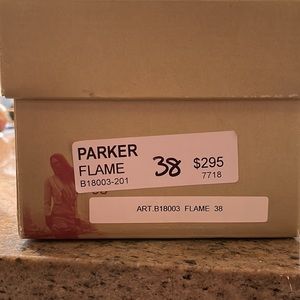 PARKER
FLAME
B18003-201
38
$295
7718
ART.B18003 FLAME 38